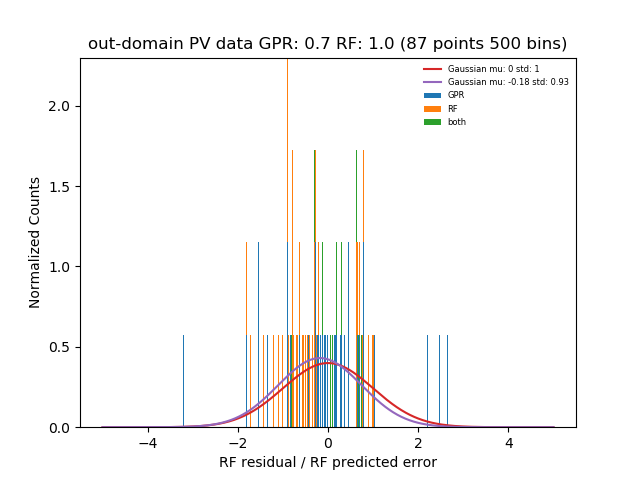 out-domain PV data GPR: 0.7 RF: 1.0 (87 points 500 bins)
Gaussian mu: 0 std: 1
Gaussian mu: -0.18 std: 0.93
GPR
RF
both
Normalized Counts
2.0
1.5
1.0
0.5
0.0
−4
−2
0
2
4
RF residual / RF predicted error